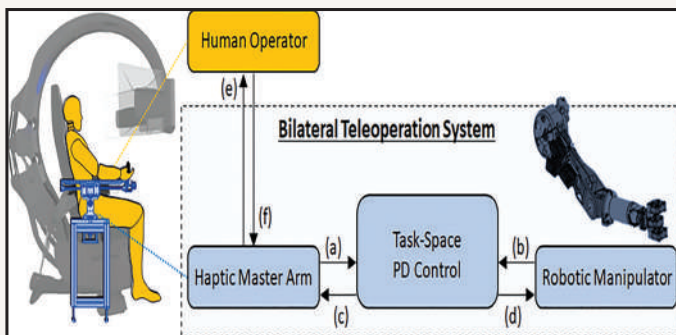 Human Operator
(e)
Bilateral Teleoperation System
(f)
(a)
Task-Space
PD Control
(b)
Haptic Master Arm
Robotic Manipulator
(c)
(d)